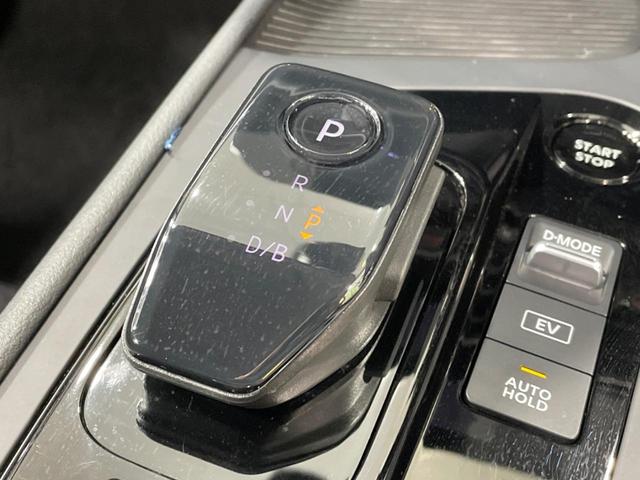 P
R
N
P
D/B
START
STOP
D-MODE
EV
AUTO
HOLD